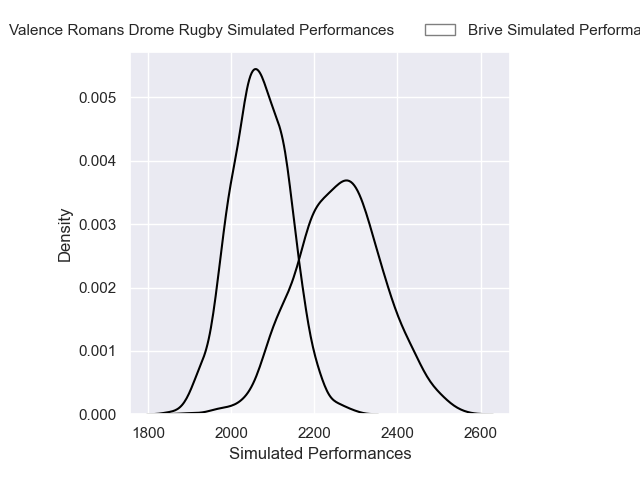 Valence Romans Drome Rugby Simulated Performances
Brive Simulated Performa
0.005
0.004
0.003
0.002
0.001
0.000
Density
1800 2000 2200 2400 2600
Simulated Performances